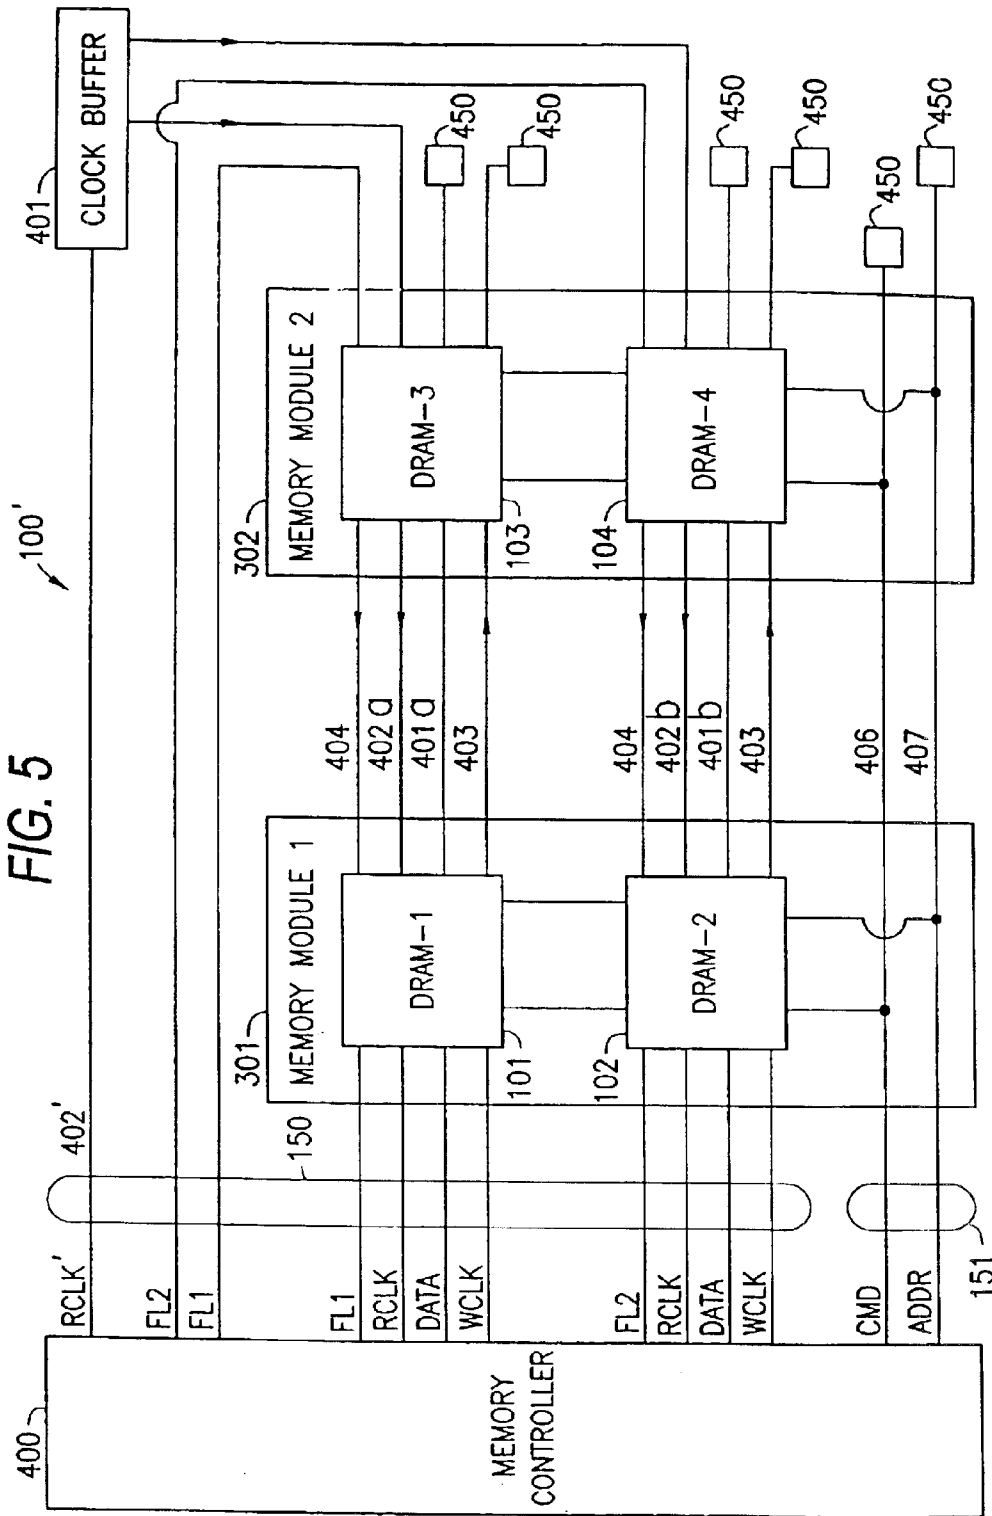 FIG. 5
100'
400
MEMORY
CONTROLLER
RCLK'
402'
FL2
FL1
150
401
CLOCK BUFFER
301
MEMORY MODULE 1
302
MEMORY MODULE 2
FL1
RCLK
DATA
WCLK
DRAM-1
101
404
402a
401a
403
DRAM-3
103
450
450
FL2
RCLK
DATA
WCLK
102
DRAM-2
404
402b
401b
403
104
DRAM-4
450
450
CMD
ADDR
151
406
407
450
450